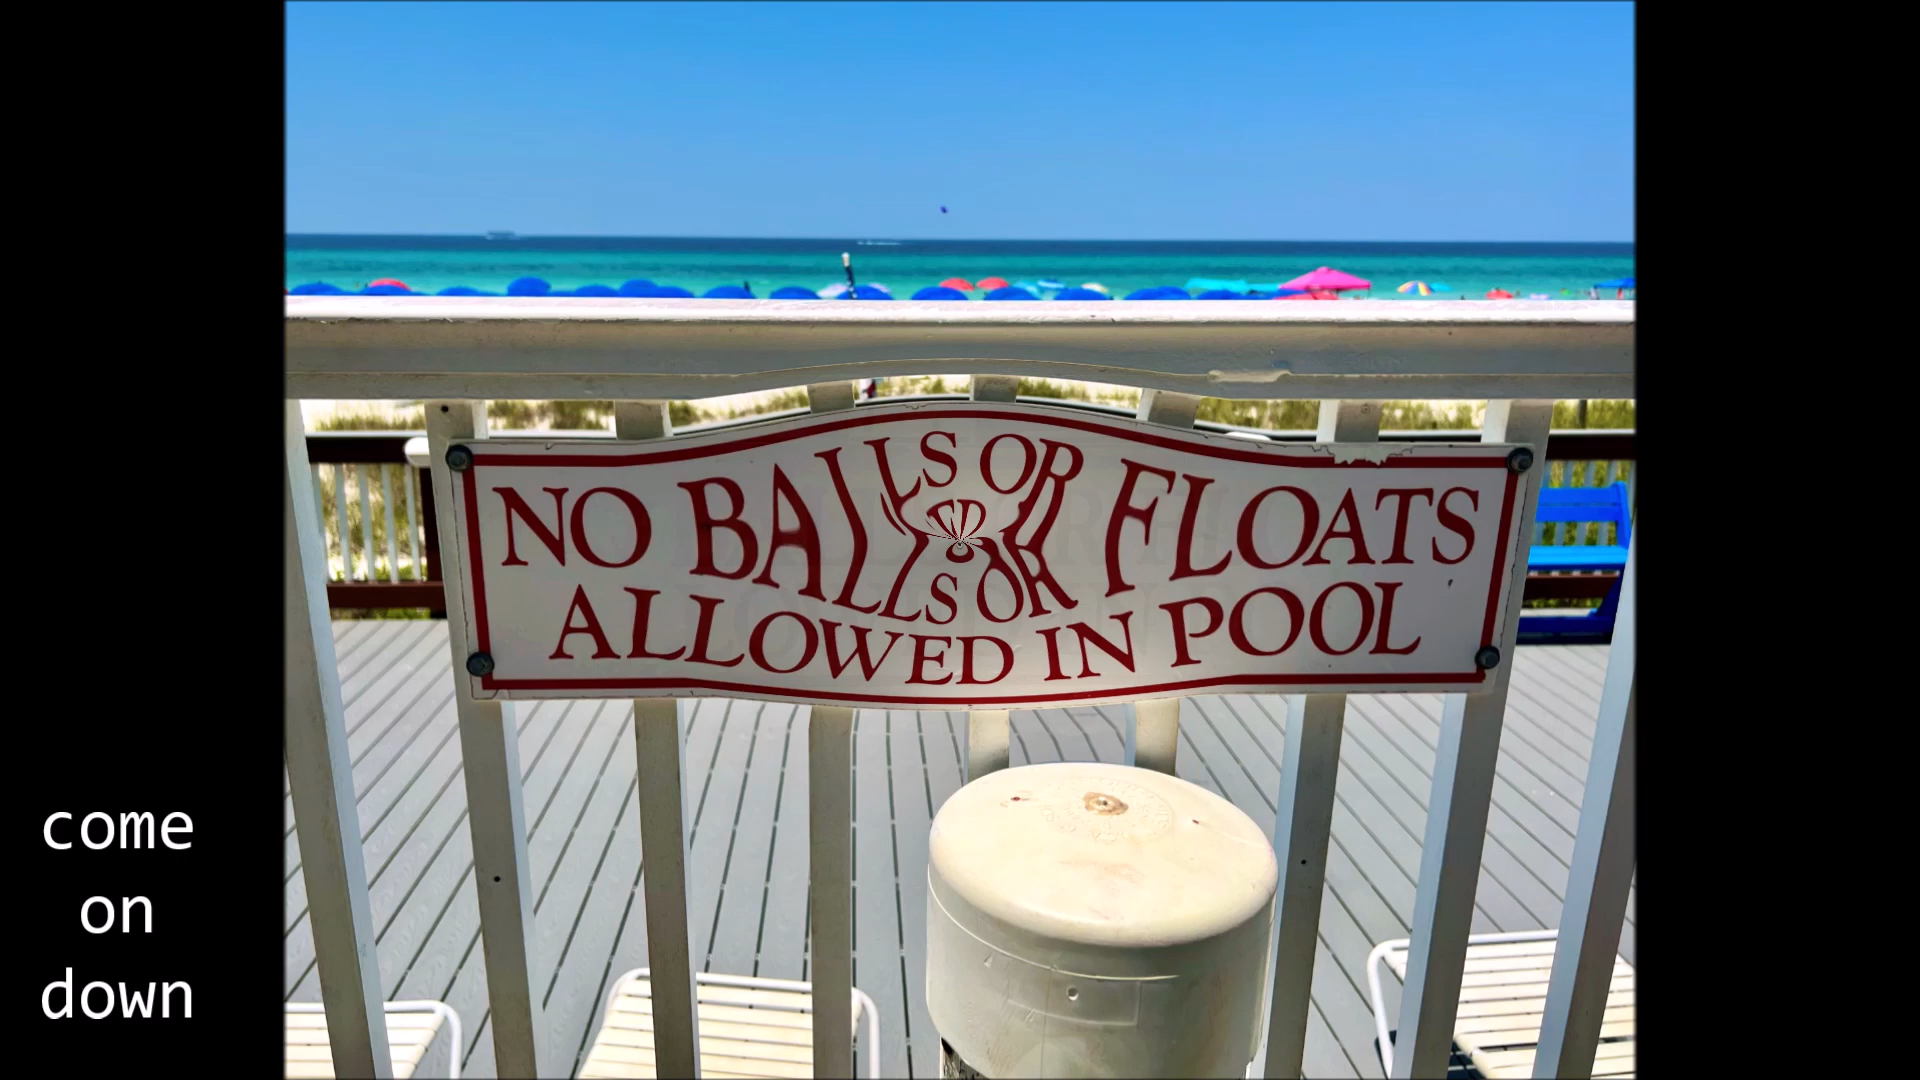 NO BALLS OR FLOATS
ALLOWED IN POOL
come
on
down